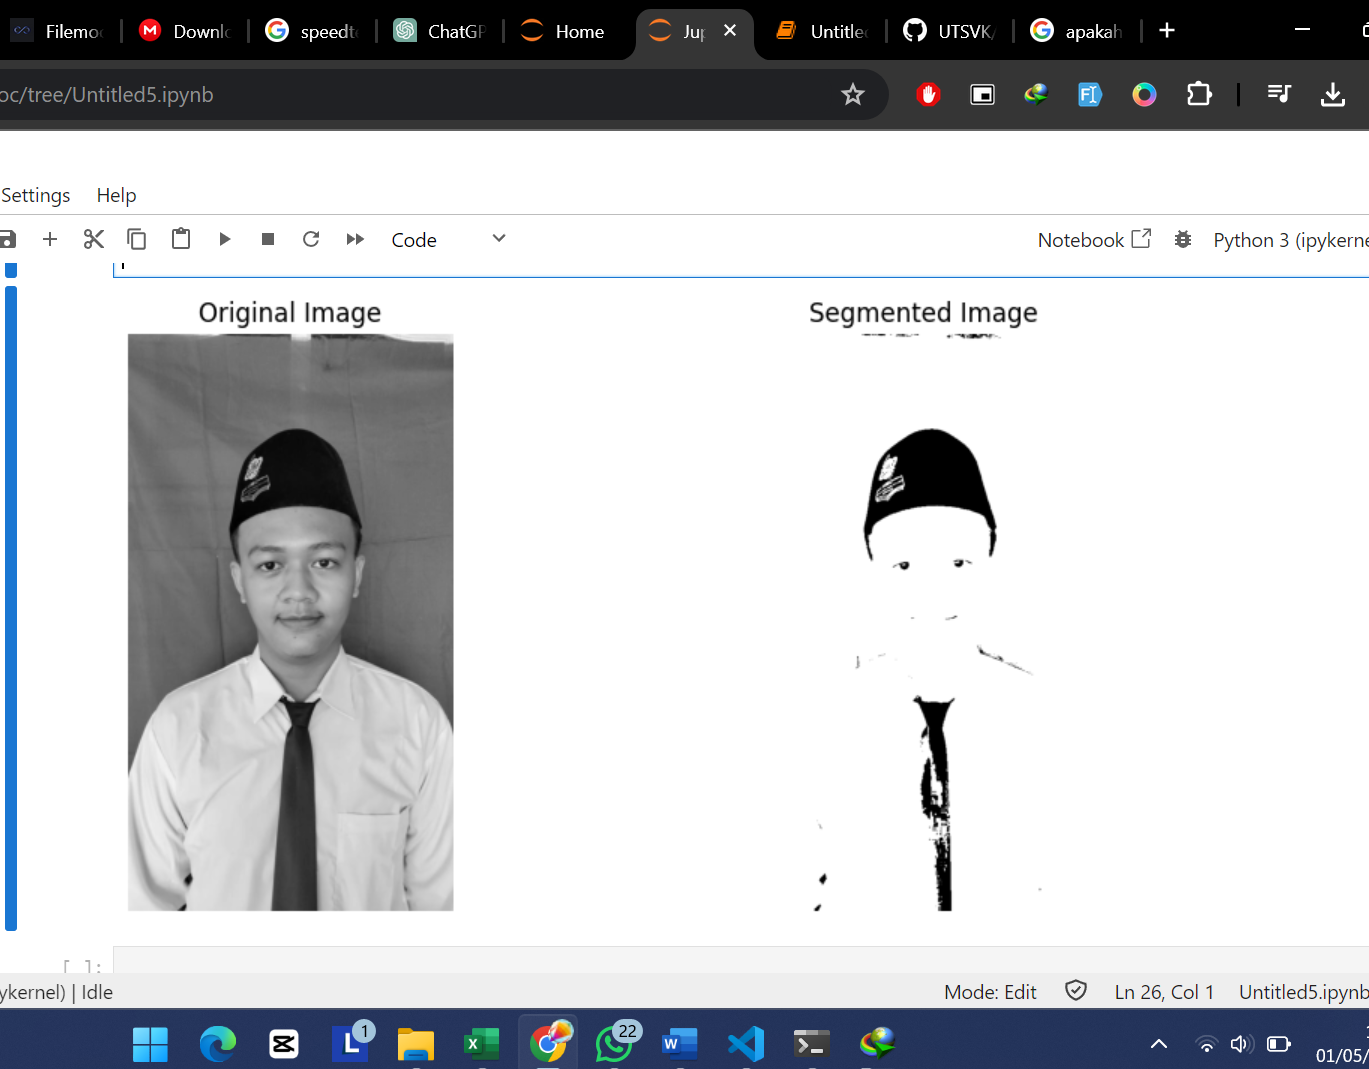 Filemo
Downl
speedte
ChatGP
Home
Jup
Untitle
UTSVK/
apakah
oc/tree/Untitled5.ipynb
Settings Help
Code
Notebook
Python 3 (ipykerne
Original Image
Segmented Image
[ ]:
ykernel) | Idle
Mode: Edit
Ln 26, Col 1
Untitled5.ipynb
1
22
01/05/